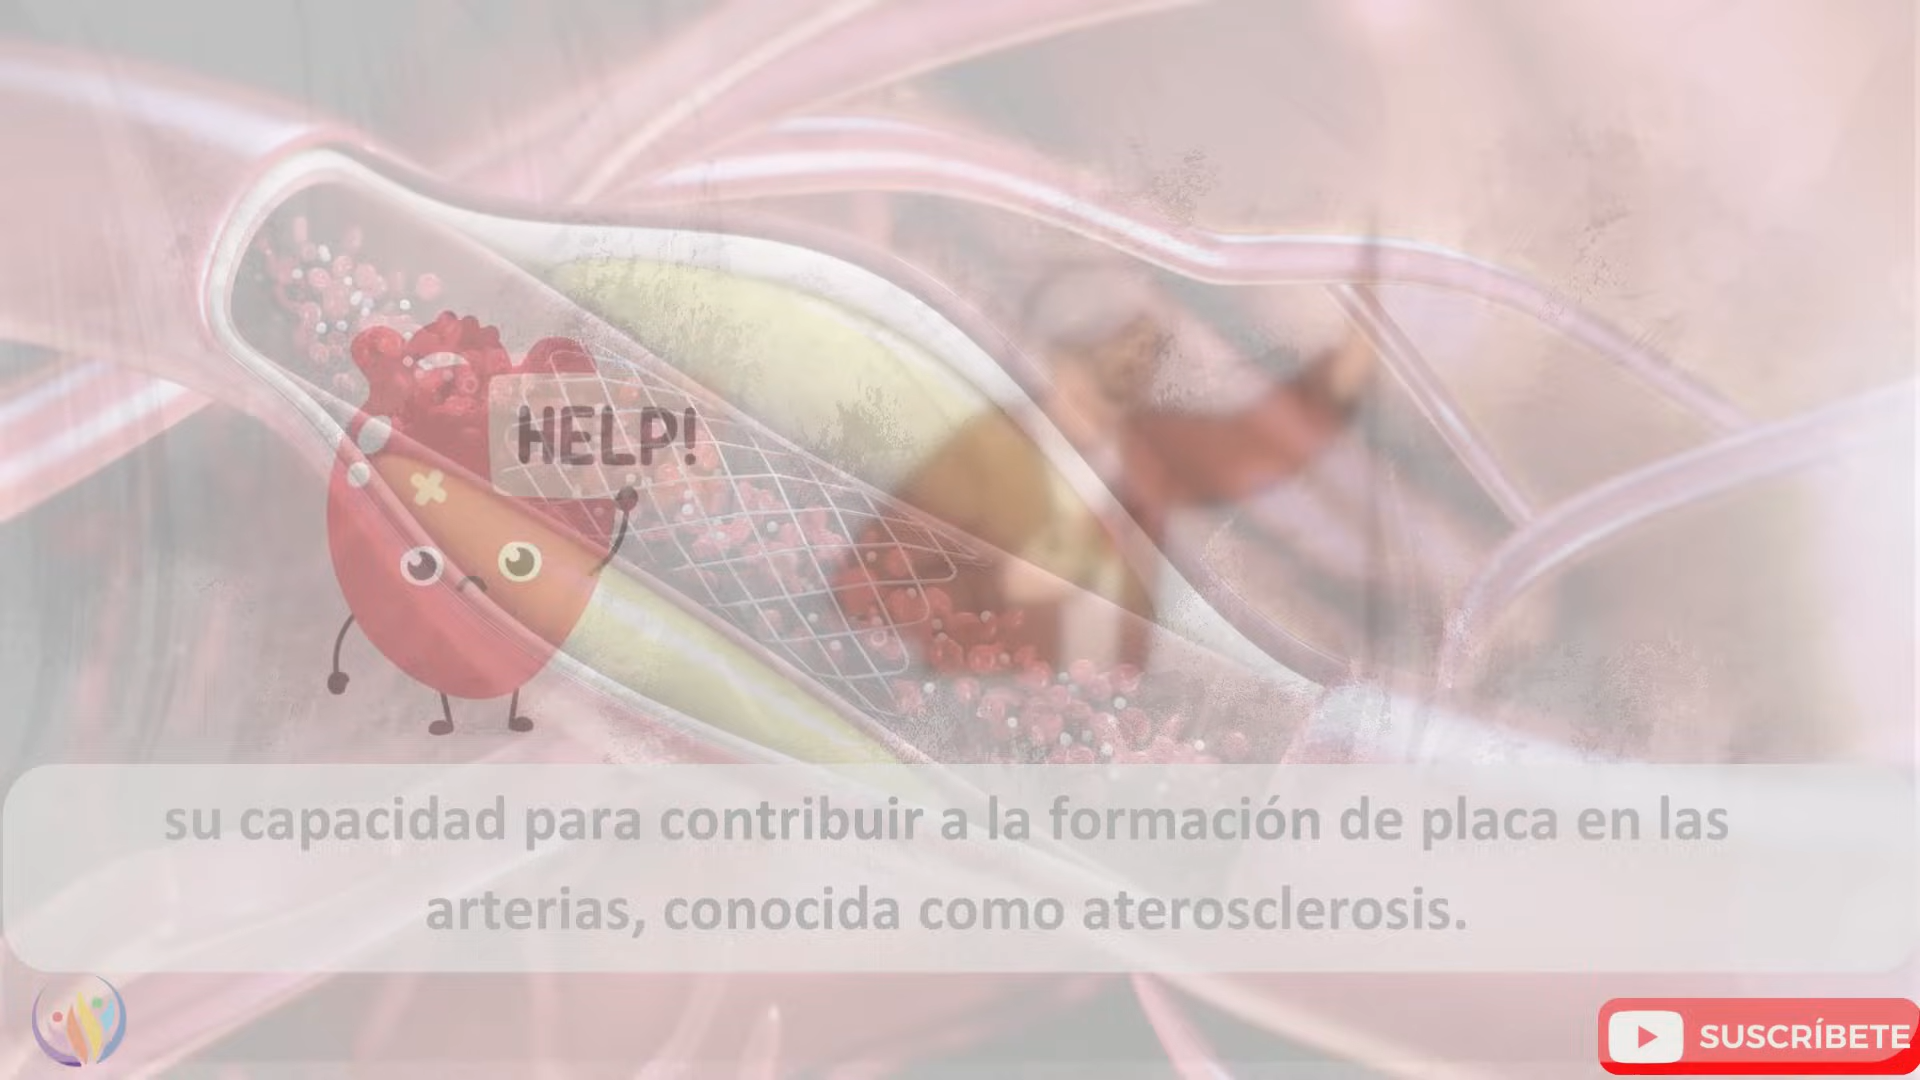 HELP!
su capacidad para contribuir a la formación de placa en las
arterias, conocida como aterosclerosis.
SUSCRÍBETE